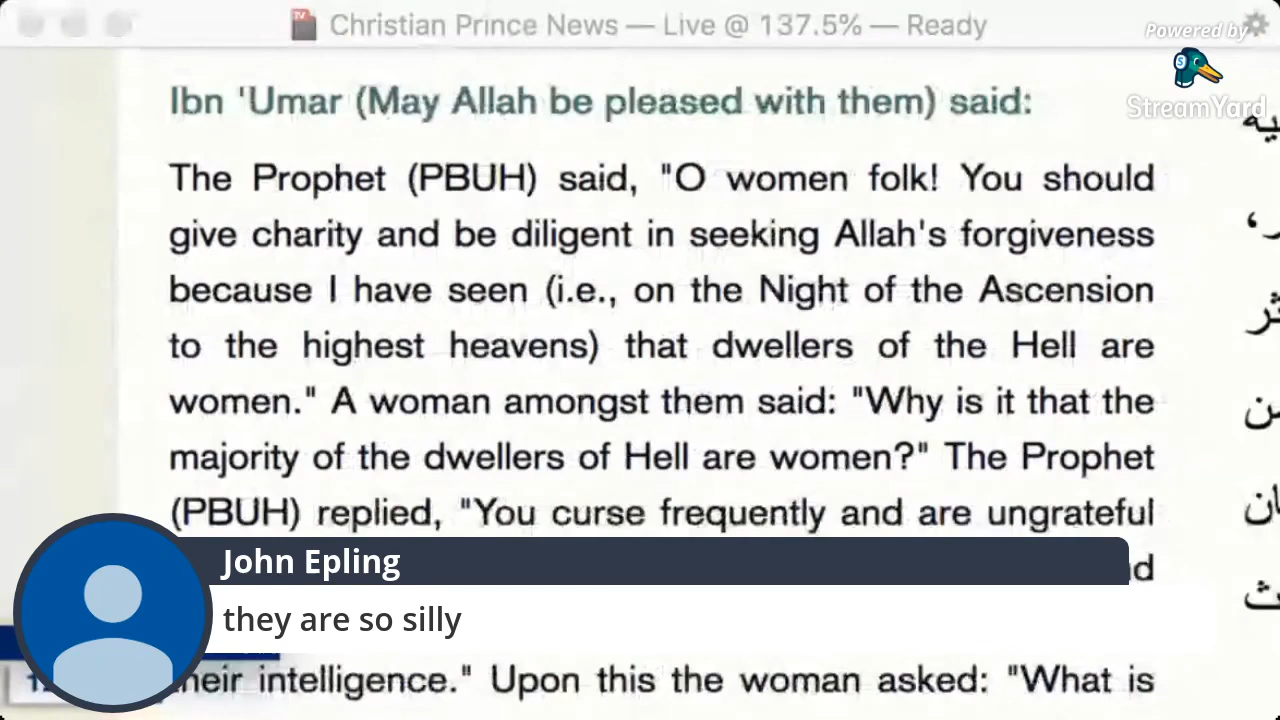 Christian Prince News — Live @ 137.5% — Ready
Powered by
StreamYard
Ibn 'Umar (May Allah be pleased with them) said:
The Prophet (PBUH) said, "O women folk! You should
give charity and be diligent in seeking Allah's forgiveness
because I have seen (i.e., on the Night of the Ascension
to the highest heavens) that dwellers of the Hell are
women." A woman amongst them said: "Why is it that the
majority of the dwellers of Hell are women?" The Prophet
(PBUH) replied, "You curse frequently and are ungrateful
John Epling
they are so silly
intelligence." Upon this the woman asked: "What is